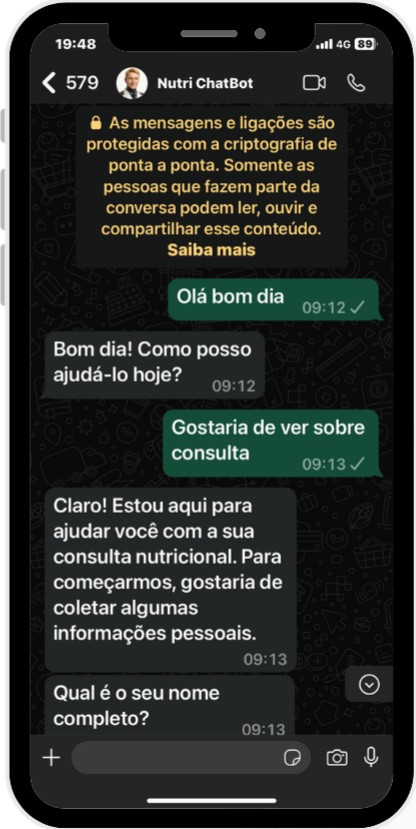 19:48
4G 89
579
Nutri ChatBot
As mensagens e ligações são
protegidas com a criptografia de
ponta a ponta. Somente as
pessoas que fazem parte da
conversa podem ler, ouvir e
compartilhar esse conteúdo.
Saiba mais
Olá bom dia
09:12
Bom dia! Como posso
ajudá-lo hoje?
09:12
Gostaria de ver sobre
consulta
09:13
Claro! Estou aqui para
ajudar você com a sua
consulta nutricional. Para
começarmos, gostaria de
coletar algumas
informações pessoais.
09:13
Qual é o seu nome
completo?
09:13